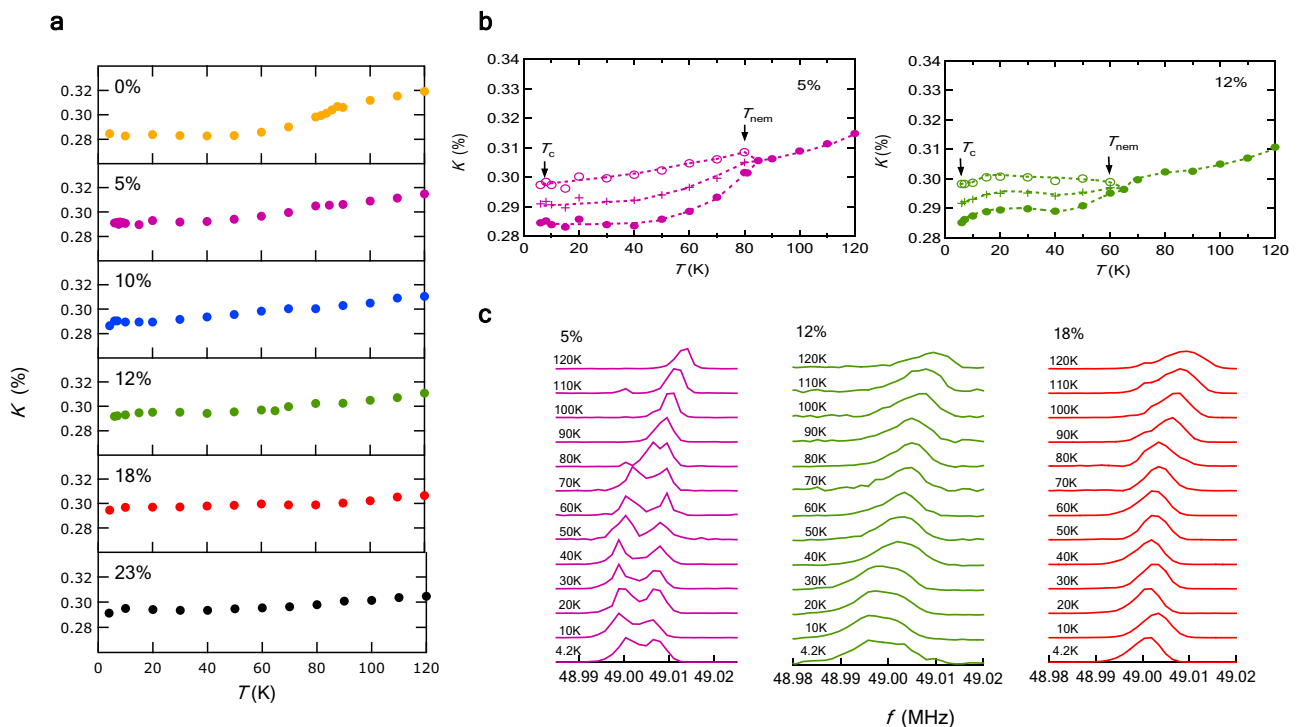 a
0%
0.32
0.30
0.28
5%
0.32
0.30
0.28
10%
0.32
0.30
0.28
12%
0.32
0.30
0.28
18%
0.32
0.30
0.28
23%
0.32
0.30
0.28
K (%)
0 20 40 60 80 100 120
T (K)
b
0.34
0.33
0.32
0.31
0.30
0.29
0.28
K (%)
5%
Tc
Tnem
0 20 40 60 80 100 120
T (K)
0.34
0.33
0.32
0.31
0.30
0.29
0.28
K (%)
12%
Tc
Tnem
0 20 40 60 80 100 120
T (K)
c
5%
120K
110K
100K
90K
80K
70K
60K
50K
40K
30K
20K
10K
4.2K
48.99 49.00 49.01 49.02
12%
120K
110K
100K
90K
80K
70K
60K
50K
40K
30K
20K
10K
4.2K
48.98 48.99 49.00 49.01 49.02
18%
120K
110K
100K
90K
80K
70K
60K
50K
40K
30K
20K
10K
4.2K
48.99 49.00 49.01 49.02
f (MHz)